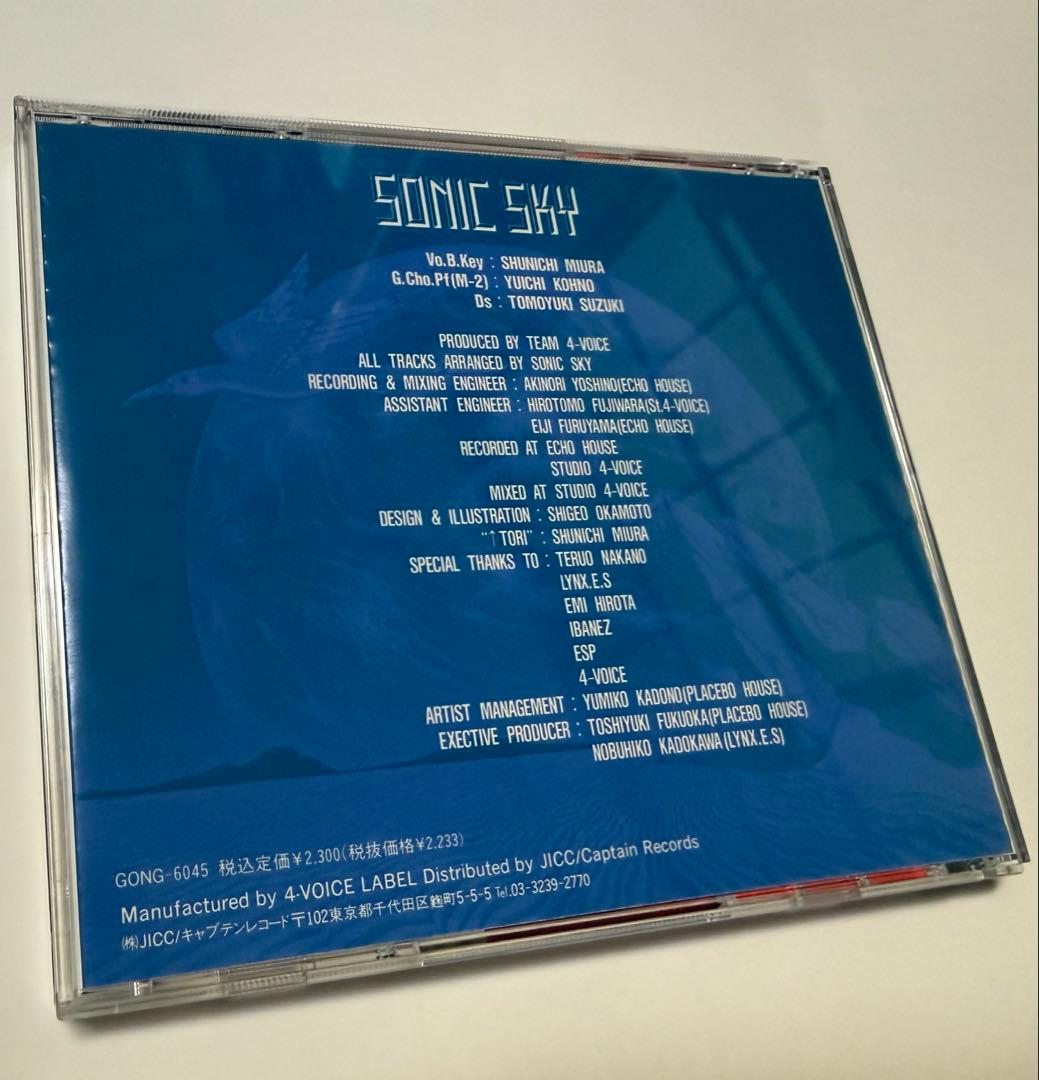 SONIC SKY
Vo.B.Key : SHUNICHI MIURA
G.Cho.Pf(M-2) : YUICHI KOHNO
Ds : TOMOYUKI SUZUKI
PRODUCED BY TEAM 4-VOICE
ALL TRACKS ARRANGED BY SONIC SKY
RECORDING & MIXING ENGINEER : AKINORI YOSHINO(ECHO HOUSE)
ASSISTANT ENGINEER : HIROTOMO FUJIWARA(St.4-VOICE)
EIJI FURUYAMA(ECHO HOUSE)
RECORDED AT ECHO HOUSE
STUDIO 4-VOICE
MIXED AT STUDIO 4-VOICE
DESIGN & ILLUSTRATION : SHIGEO OKAMOTO
"↑TORI" : SHUNICHI MIURA
SPECIAL THANKS TO : TERUO NAKANO
LYNX.E.S
EMI HIROTA
IBANEZ
ESP
4-VOICE
ARTIST MANAGEMENT : YUMIKO KADONO(PLACEBO HOUSE)
EXECTIVE PRODUCER : TOSHIYUKI FUKUOKA(PLACEBO HOUSE)
NOBUHIKO KADOKAWA(LYNX.E.S)
GONG-6045 税込定価¥2,300(税抜価格¥2,233)
Manufactured by 4-VOICE LABEL Distributed by JICC/Captain Records
㈱JICC/キャプテンレコード〒102東京都千代田区麹町5-5-5 Tel.03-3239-2770